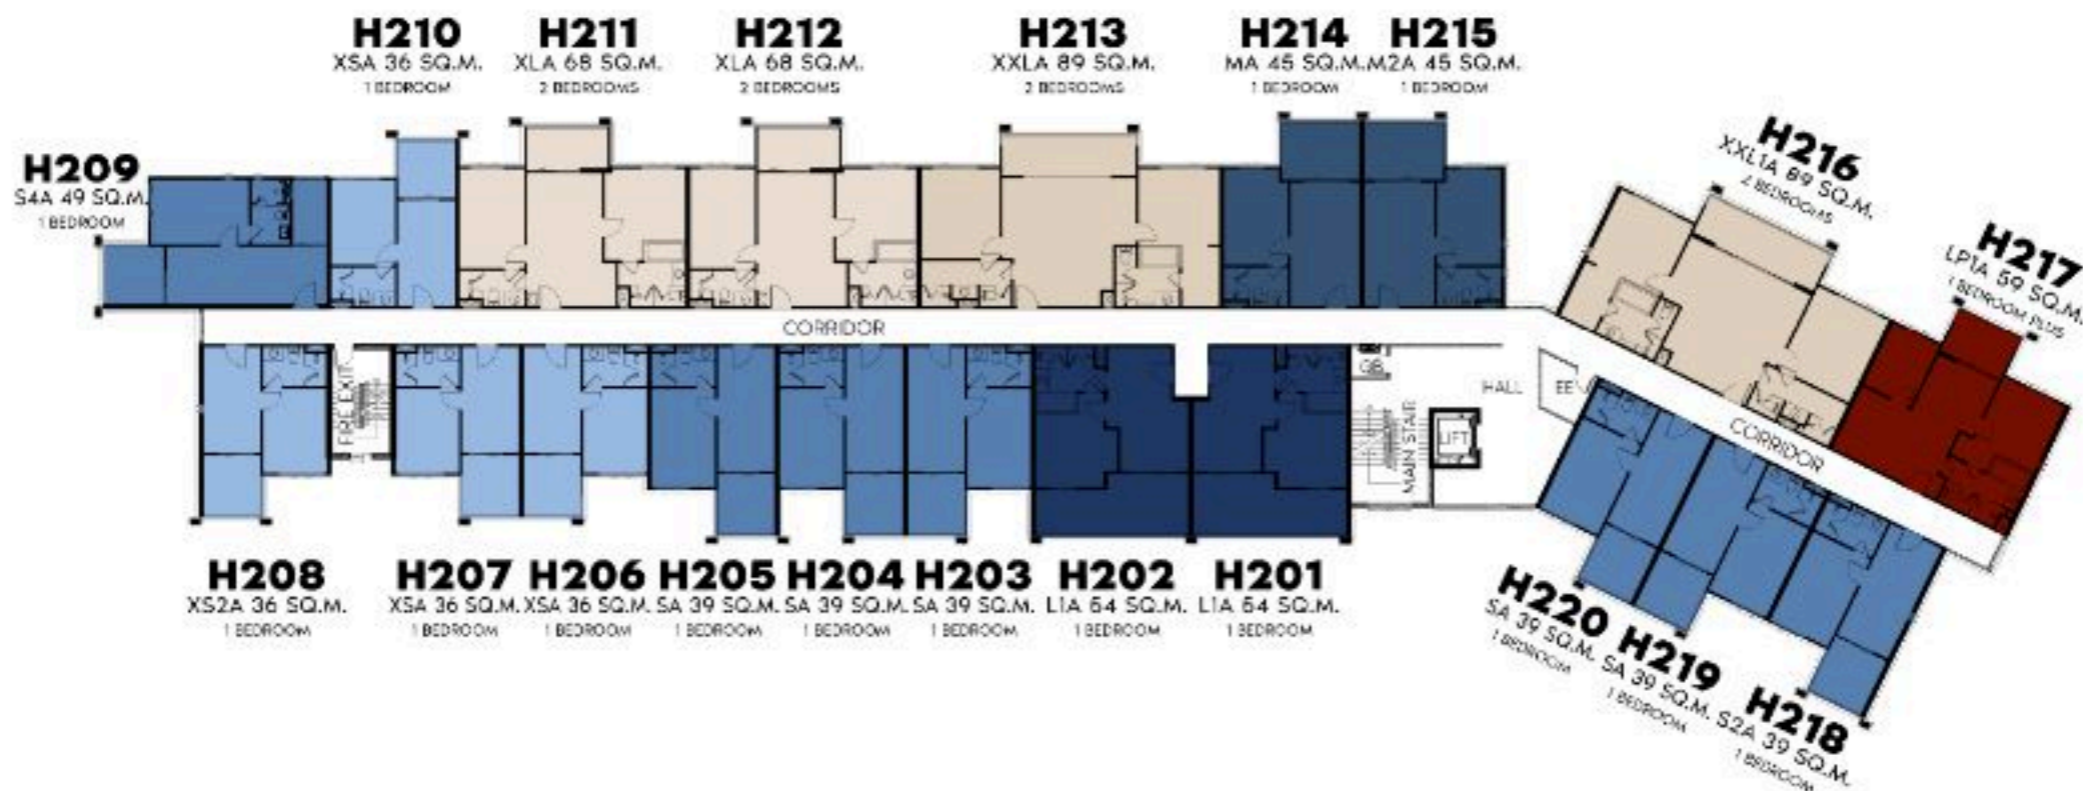 H210
XSA 36 SQ.M.
1 BEDROOM
H211
XLA 68 SQ.M.
2 BEDROOMS
H212
XLA 68 SQ.M.
2 BEDROOMS
H213
XXLA 89 SQ.M.
2 BEDROOMS
H214
MA 45 SQ.M.
1 BEDROOM
H215
M2A 45 SQ.M.
1 BEDROOM
H209
S4A 49 SQ.M.
1 BEDROOM
H216
XXL1A 89 SQ.M.
2 BEDROOMS
H217
LP1A 59 SQ.M.
1 BEDROOM PLUS
CORRIDOR
FIRE EXIT
GB
MAIN STAIR
LIFT
HALL
EE
CORRIDOR
H208
XS2A 36 SQ.M.
1 BEDROOM
H207
XSA 36 SQ.M.
1 BEDROOM
H206
XSA 36 SQ.M.
1 BEDROOM
H205
SA 39 SQ.M.
1 BEDROOM
H204
SA 39 SQ.M.
1 BEDROOM
H203
SA 39 SQ.M.
1 BEDROOM
H202
L1A 64 SQ.M.
1 BEDROOM
H201
L1A 64 SQ.M.
1 BEDROOM
H220
SA 39 SQ.M.
1 BEDROOM
H219
SA 39 SQ.M.
1 BEDROOM
H218
S2A 39 SQ.M.
1 BEDROOM